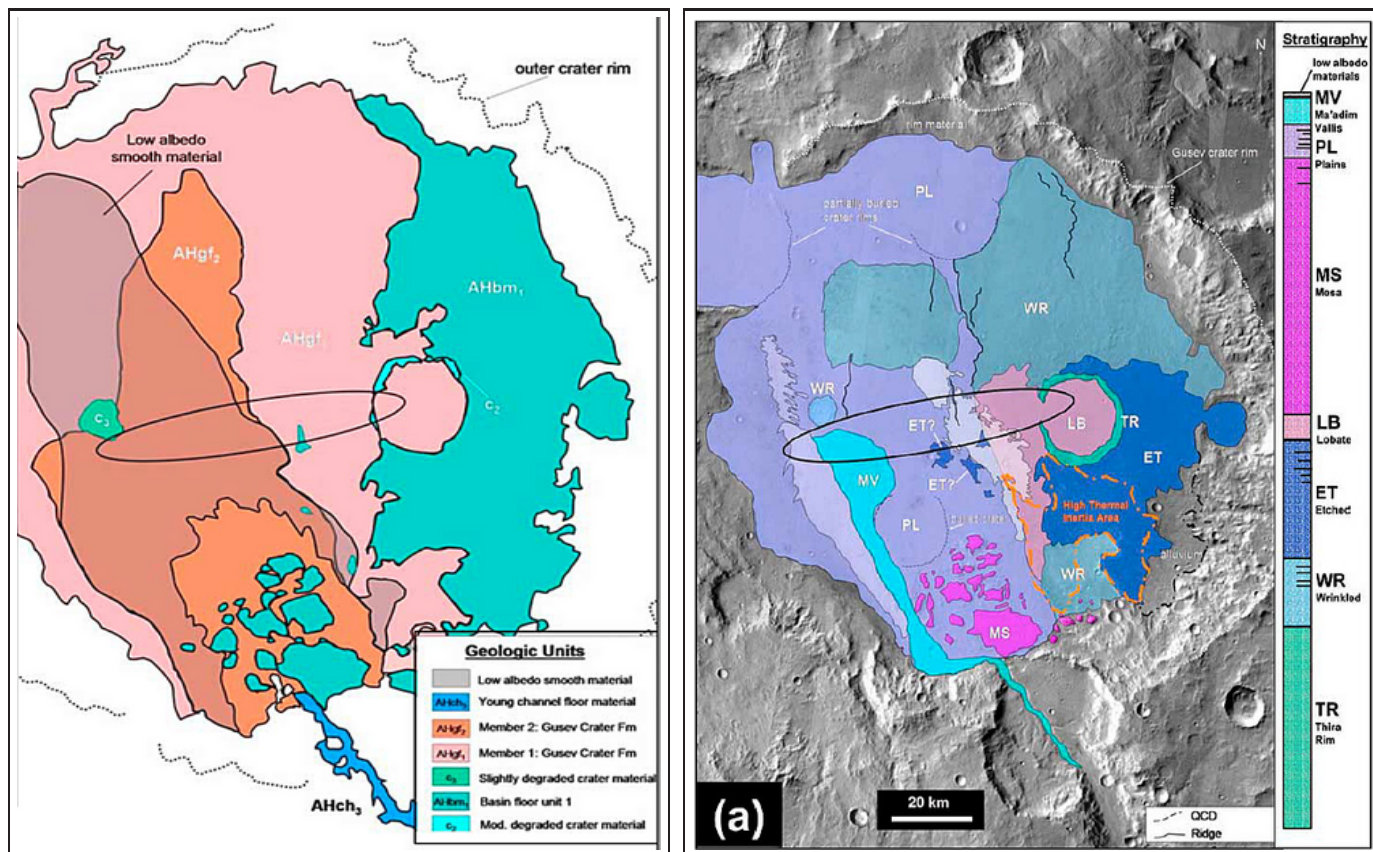 outer crater rim
Low albedo
smooth material
AHgf₂
AHbm₁
AHgf
c₂
c₃
AHch₃
Geologic Units
Low albedo smooth material
AHch₃ Young channel floor material
AHgf₂ Member 2: Gusev Crater Fm
AHgf₁ Member 1: Gusev Crater Fm
c₃ Slightly degraded crater material
AHbm₁ Basin floor unit 1
c₂ Mod. degraded crater material
N
rim material
Gusev crater rim
PL
partially buried
crater rims
WR
WR
ET?
LB
TR
ET
MV
ET?
High Thermal
Inertia Area
PL
buried crater
alluvium
WR
MS
(a)
20 km
QCD
Ridge
Stratigraphy
low albedo
materials
MV
Ma'adim
Vallis
PL
Plains
MS
Mesa
LB
Lobate
ET
Etched
WR
Wrinkled
TR
Thira
Rim